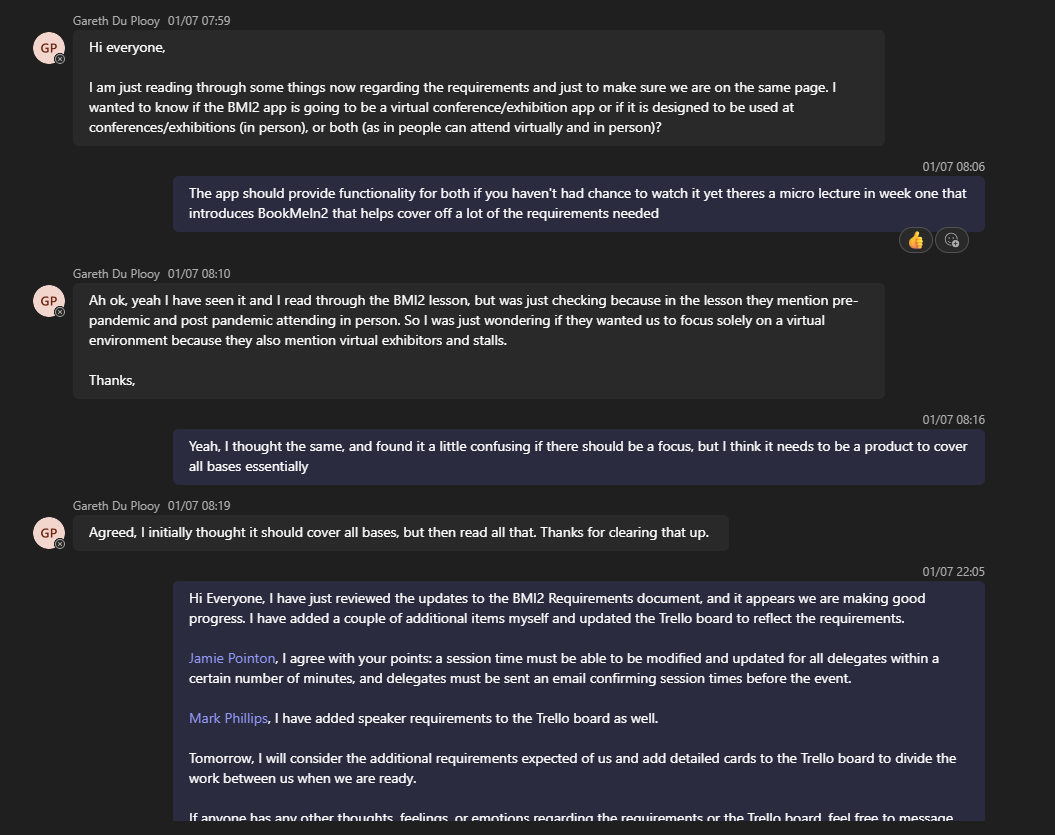 Gareth Du Plooy 01/07 07:59
GP
Hi everyone,
I am just reading through some things now regarding the requirements and just to make sure we are on the same page. I
wanted to know if the BMI2 app is going to be a virtual conference/exhibition app or if it is designed to be used at
conferences/exhibitions (in person), or both (as in people can attend virtually and in person)?
01/07 08:06
The app should provide functionality for both if you haven't had chance to watch it yet theres a micro lecture in week one that
introduces BookMeIn2 that helps cover off a lot of the requirements needed
Gareth Du Plooy 01/07 08:10
GP
Ah ok, yeah I have seen it and I read through the BMI2 lesson, but was just checking because in the lesson they mention pre-
pandemic and post pandemic attending in person. So I was just wondering if they wanted us to focus solely on a virtual
environment because they also mention virtual exhibitors and stalls.
Thanks,
01/07 08:16
Yeah, I thought the same, and found it a little confusing if there should be a focus, but I think it needs to be a product to cover
all bases essentially
Gareth Du Plooy 01/07 08:19
GP
Agreed, I initially thought it should cover all bases, but then read all that. Thanks for clearing that up.
01/07 22:05
Hi Everyone, I have just reviewed the updates to the BMI2 Requirements document, and it appears we are making good
progress. I have added a couple of additional items myself and updated the Trello board to reflect the requirements.
Jamie Pointon, I agree with your points: a session time must be able to be modified and updated for all delegates within a
certain number of minutes, and delegates must be sent an email confirming session times before the event.
Mark Phillips, I have added speaker requirements to the Trello board as well.
Tomorrow, I will consider the additional requirements expected of us and add detailed cards to the Trello board to divide the
work between us when we are ready.
If anyone has any other thoughts, feelings, or emotions regarding the requirements or the Trello board, feel free to message